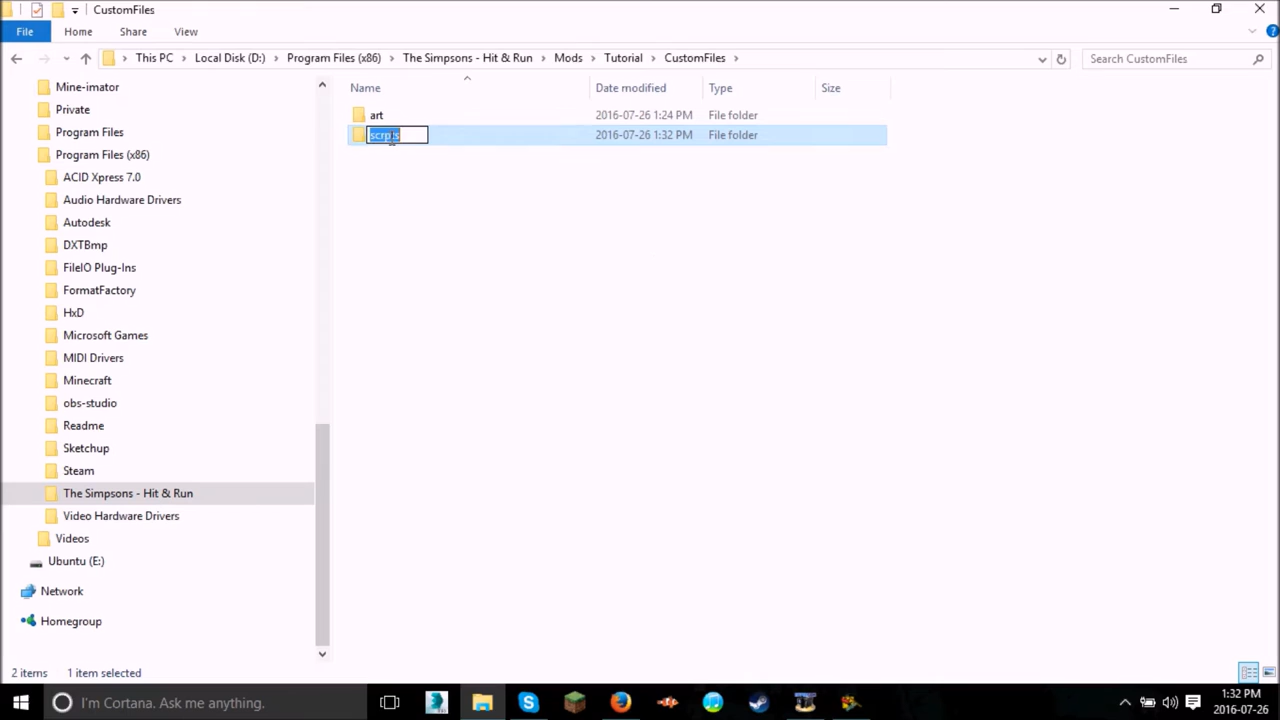 CustomFiles
File Home Share View
This PC Local Disk (D:) Program Files (x86) The Simpsons - Hit & Run Mods Tutorial CustomFiles
Search CustomFiles
Name Date modified Type Size
art 2016-07-26 1:24 PM File folder
scrpts 2016-07-26 1:32 PM File folder
Mine-imator
Private
Program Files
Program Files (x86)
ACID Xpress 7.0
Audio Hardware Drivers
Autodesk
DXTBmp
FileIO Plug-Ins
FormatFactory
HxD
Microsoft Games
MIDI Drivers
Minecraft
obs-studio
Readme
Sketchup
Steam
The Simpsons - Hit & Run
Video Hardware Drivers
Videos
Ubuntu (E:)
Network
Homegroup
2 items 1 item selected
I'm Cortana. Ask me anything.
1:32 PM
2016-07-26